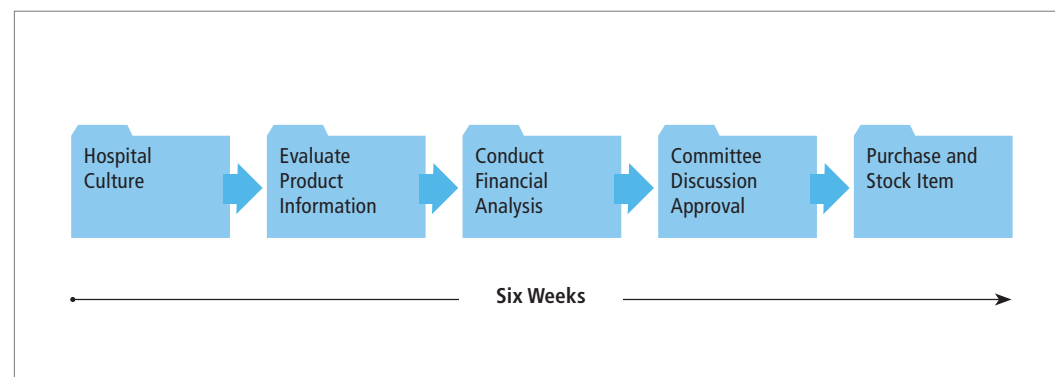 Hospital
Culture
Evaluate
Product
Information
Conduct
Financial
Analysis
Committee
Discussion
Approval
Purchase and
Stock Item
Six Weeks